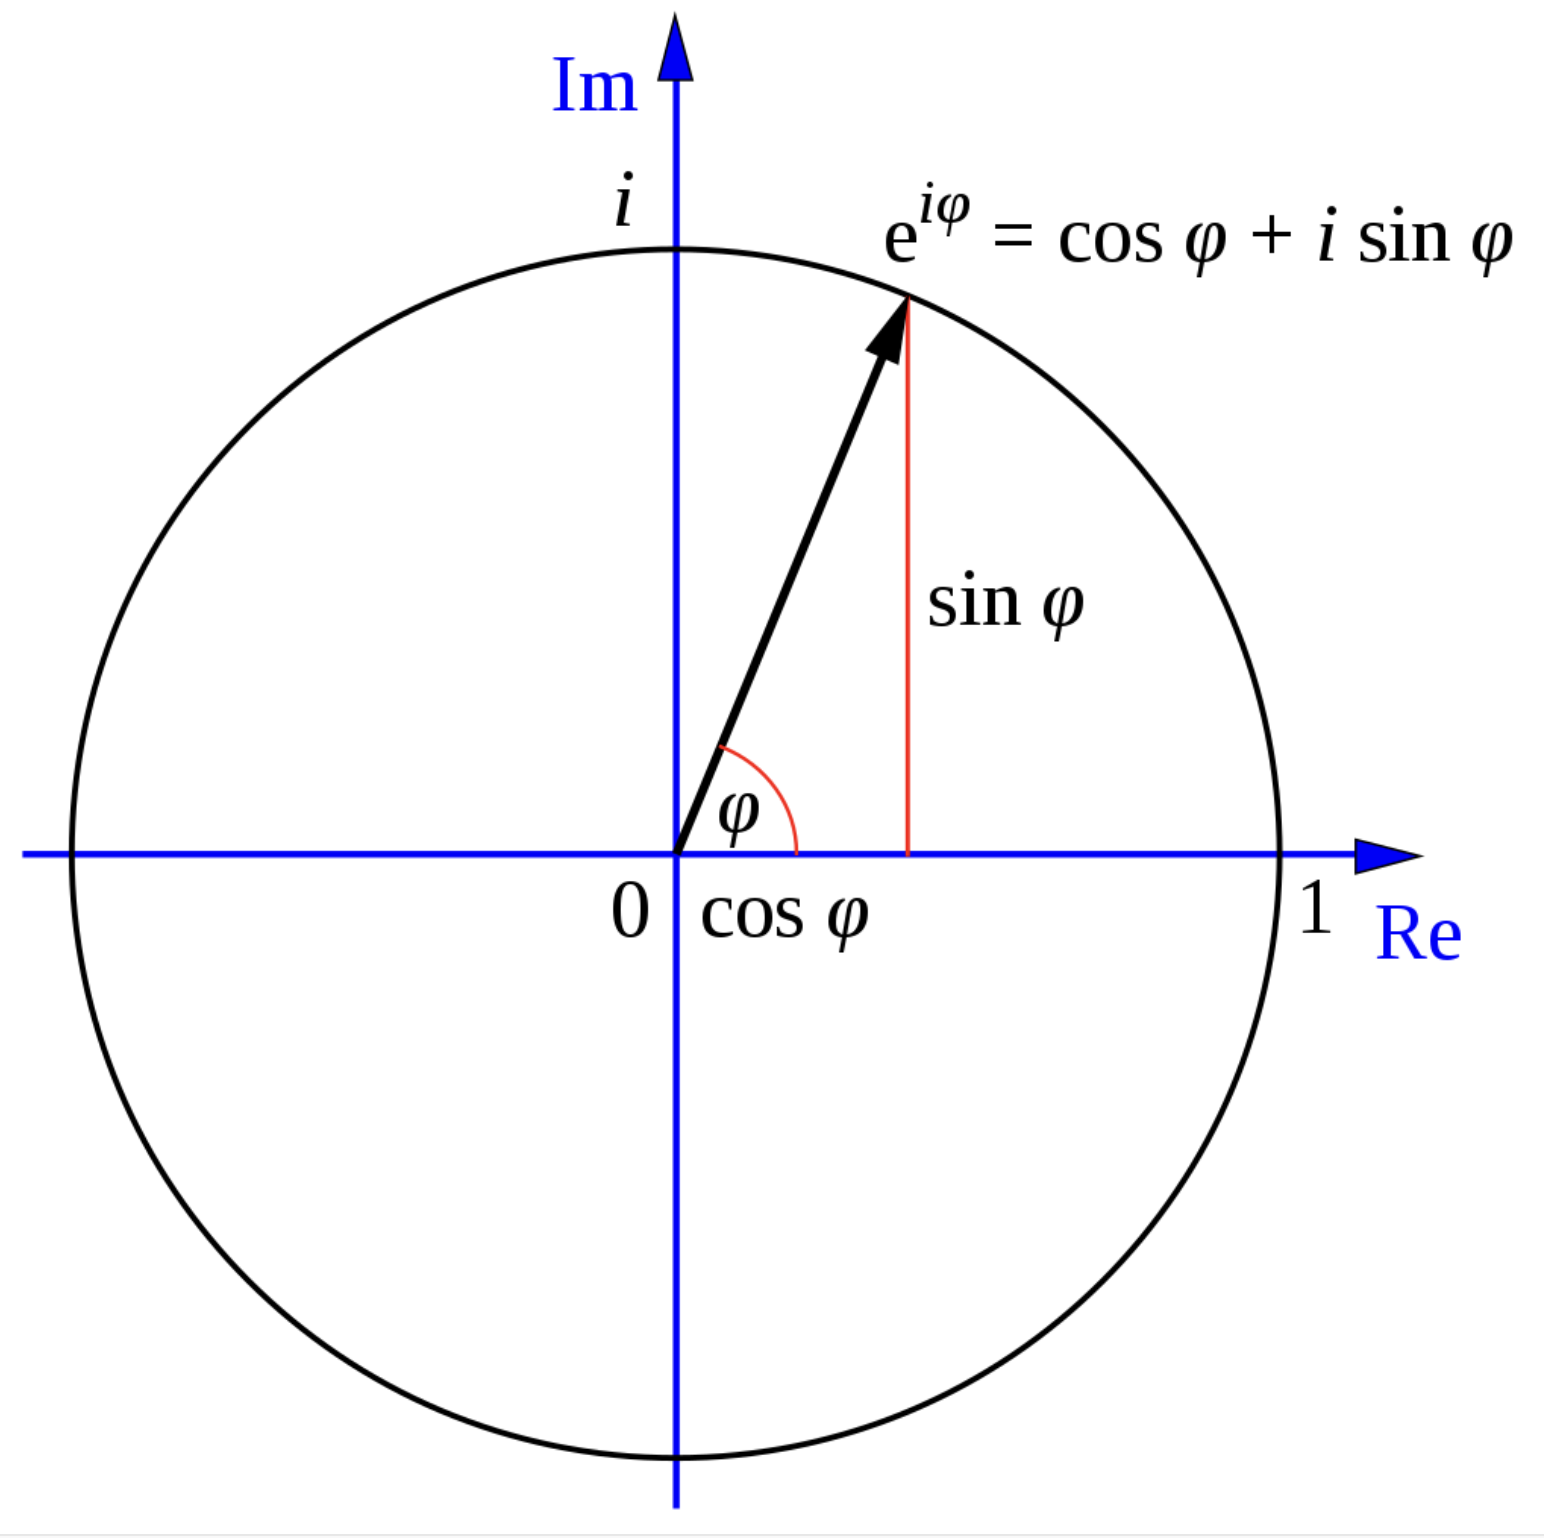 Im
i
e^{iφ} = cos φ + i sin φ
sin φ
φ
0 cos φ
1
Re